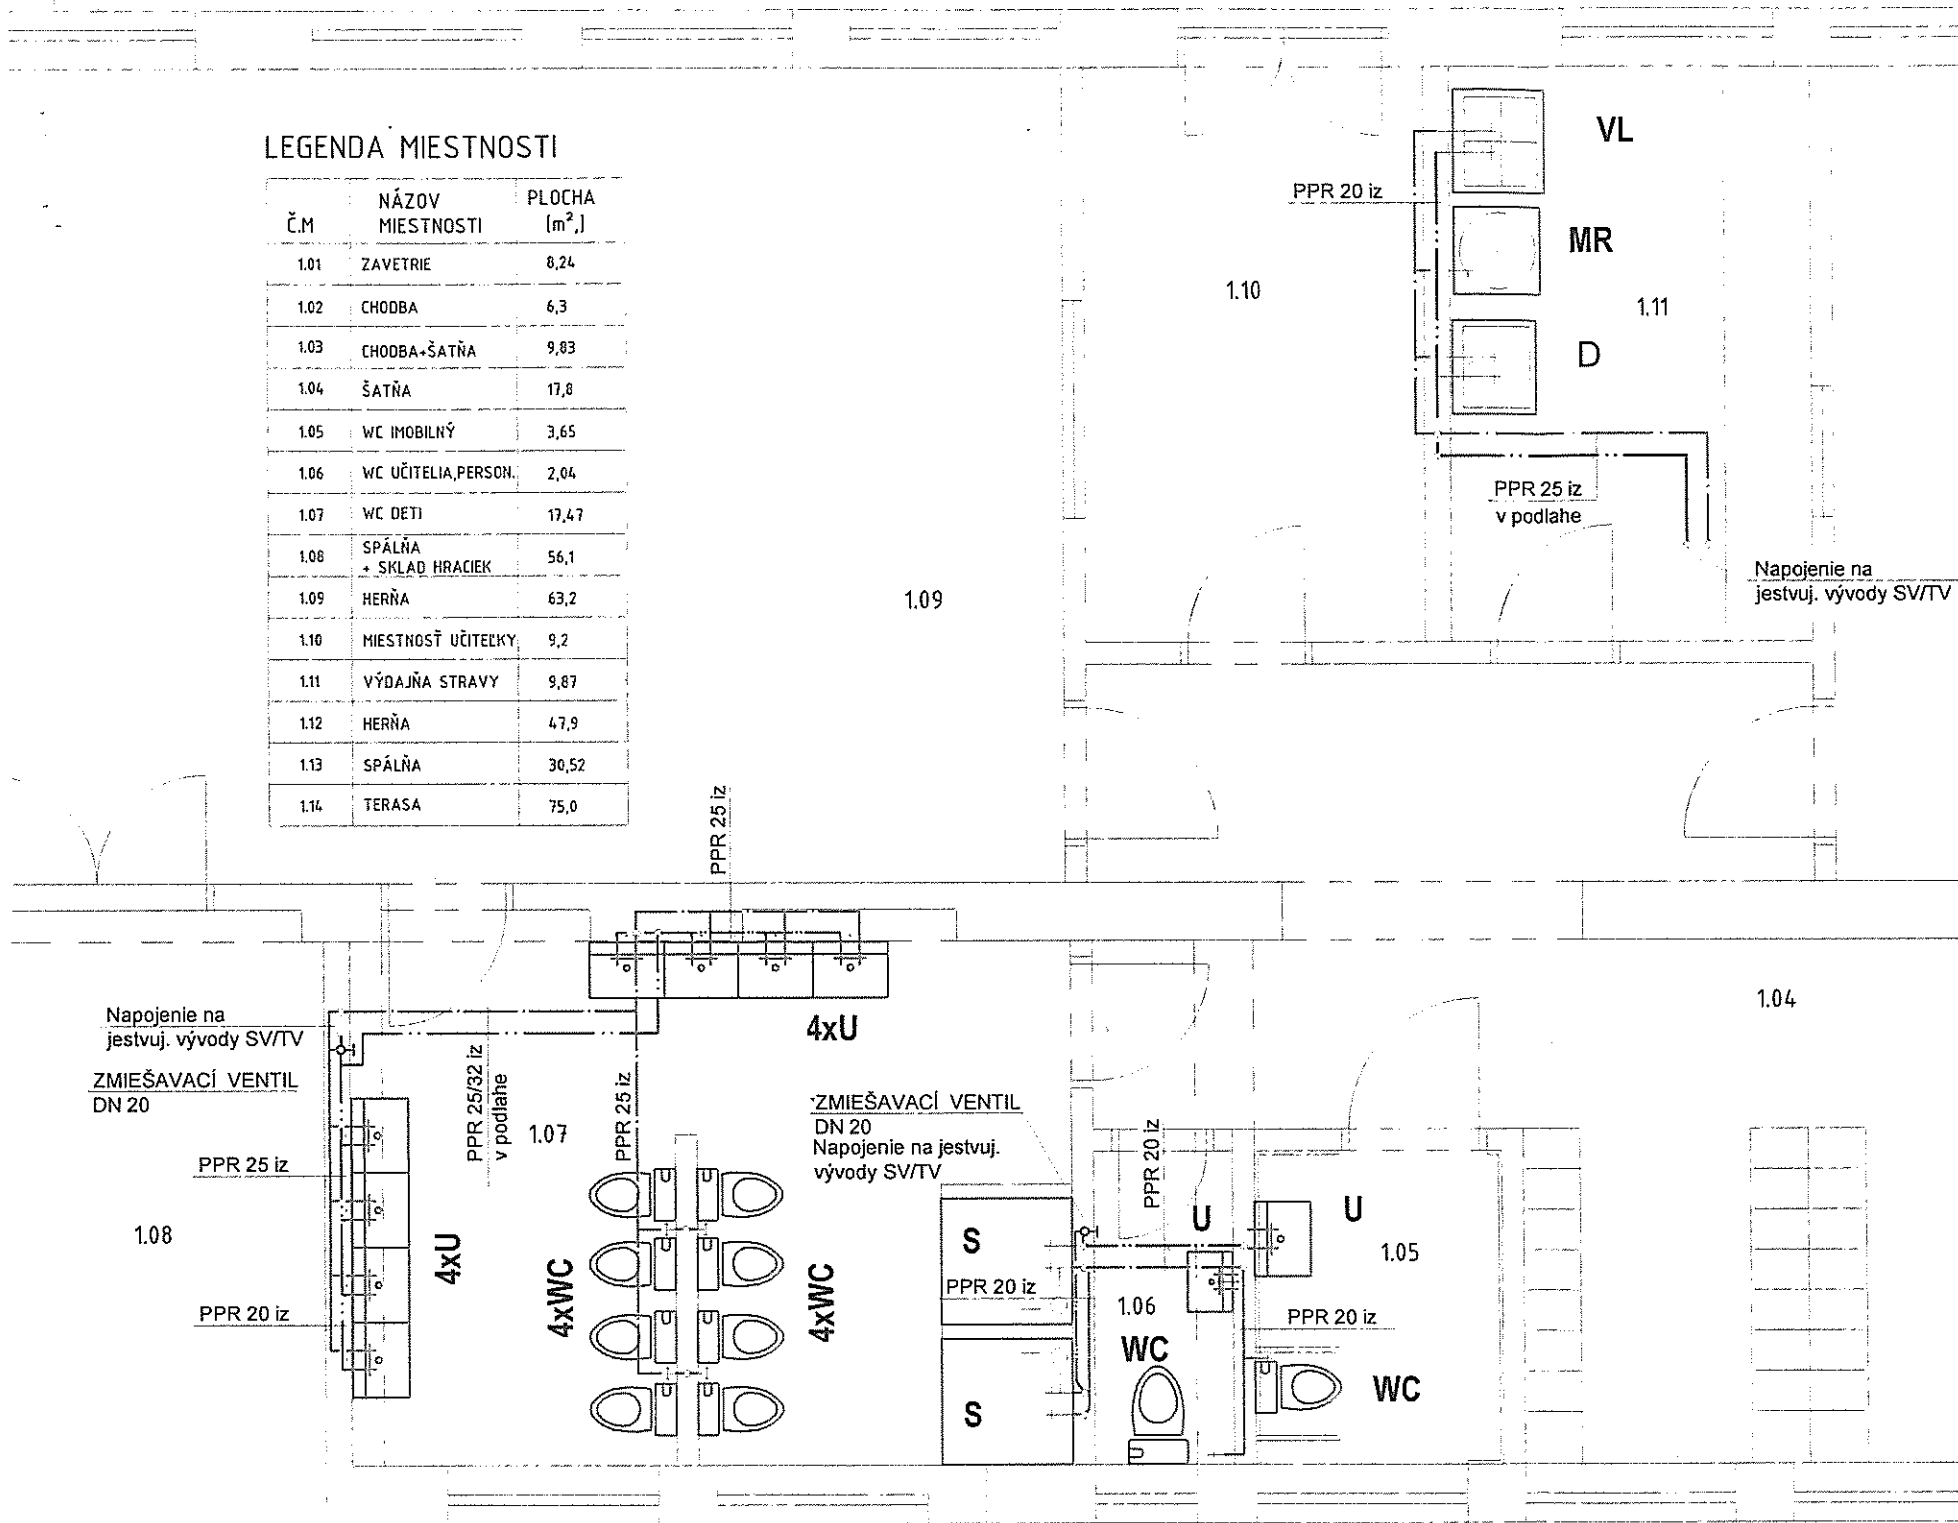 LEGENDA MIESTNOSTI
Č.M NÁZOV MIESTNOSTI PLOCHA (m²,)
1.01 ZAVETRIE 8,24
1.02 CHODBA 6,3
1.03 CHODBA+ŠATŇA 9,83
1.04 ŠATŇA 17,8
1.05 WC IMOBILNÝ 3,65
1.06 WC UČITELIA,PERSON. 2,04
1.07 WC DETI 17,47
1.08 SPÁLŇA
+ SKLAD HRACIEK 56,1
1.09 HERŇA 63,2
1.10 MIESTNOSŤ UČITEĽKY 9,2
1.11 VÝDAJŇA STRAVY 9,87
1.12 HERŇA 47,9
1.13 SPÁLŇA 30,52
1.14 TERASA 75,0
VL
PPR 20 iz
MR
1.10
1.11
D
PPR 25 iz
v podlahe
Napojenie na
jestvuj. vývody SV/TV
1.09
PPR 25 iz
Napojenie na
jestvuj. vývody SV/TV
ZMIEŠAVACÍ VENTIL
DN 20
PPR 25 iz
1.08
PPR 20 iz
4xU
PPR 25/32 iz
v podlahe
1.07
PPR 25 iz
4xU
4xWC
4xWC
ZMIEŠAVACÍ VENTIL
DN 20
Napojenie na jestvuj.
vývody SV/TV
S
PPR 20 iz
S
PPR 20 iz
U
1.06
WC
U
1.05
PPR 20 iz
WC
1.04